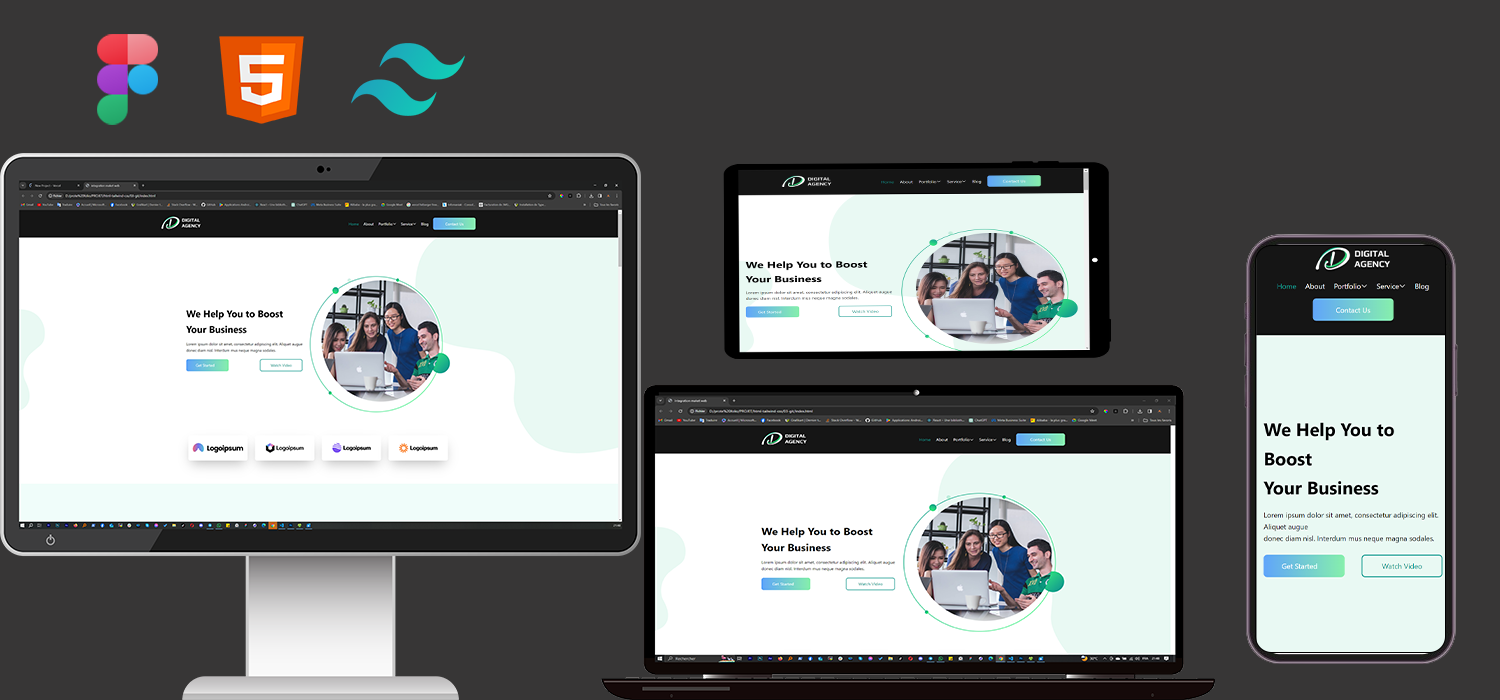 5
DIGITAL
AGENCY
Home About Portfolio Service Blog
Contact Us
We Help You to Boost
Your Business
Lorem ipsum dolor sit amet, consectetur adipiscing elit. Aliquet augue
donec diam nisl. Interdum mus neque magna sodales.
Get Started Watch Video
Logoipsum Logoipsum Logoipsum Logoipsum
DIGITAL
AGENCY
Home About Portfolio Service Blog Contact Us
We Help You to Boost
Your Business
Lorem ipsum dolor sit amet, consectetur adipiscing elit. Aliquet augue
donec diam nisl. Interdum mus neque magna sodales
Get Started Watch Video
DIGITAL
AGENCY
Home About Portfolio Service Blog Contact Us
We Help You to Boost
Your Business
Lorem ipsum dolor sit amet, consectetur adipiscing elit. Aliquet augue
donec diam nisl. Interdum mus neque magna sodales.
Get Started Watch Video
Rechercher
DIGITAL
AGENCY
Home About Portfolio Service Blog
Contact Us
We Help You to
Boost
Your Business
Lorem ipsum dolor sit amet, consectetur adipiscing elit.
Aliquet augue
donec diam nisl. Interdum mus neque magna sodales.
Get Started Watch Video